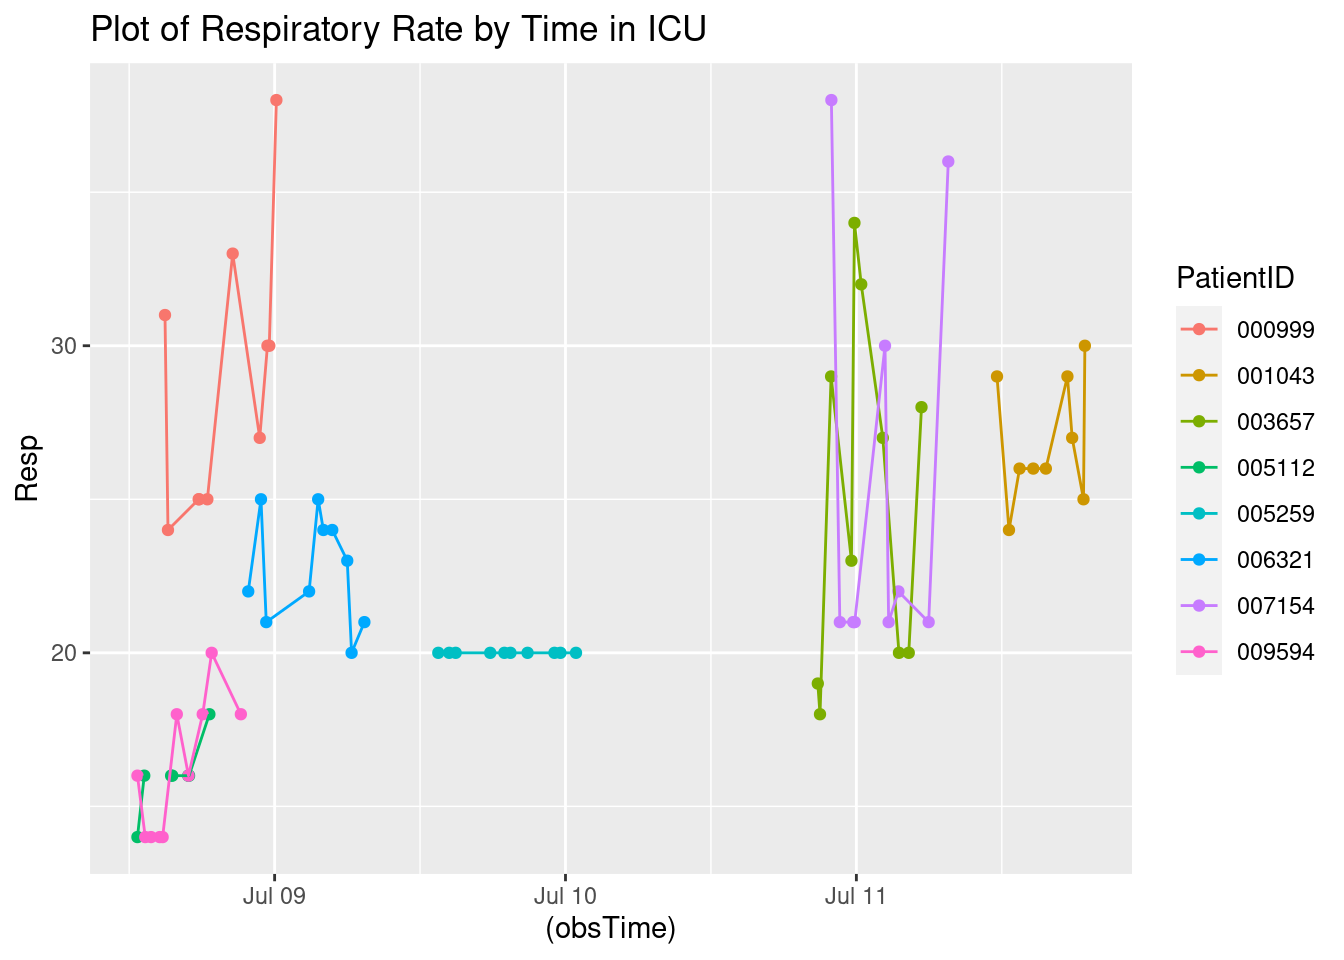 Plot of Respiratory Rate by Time in ICU
Resp
30
20
Jul 09
Jul 10
Jul 11
(obsTime)
PatientID
000999
001043
003657
005112
005259
006321
007154
009594